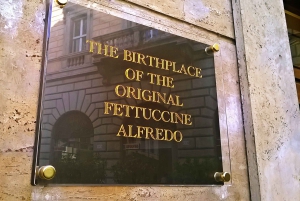 THE BIRTHPLACE
OF THE
ORIGINAL
FETTUCCINE
ALFREDO